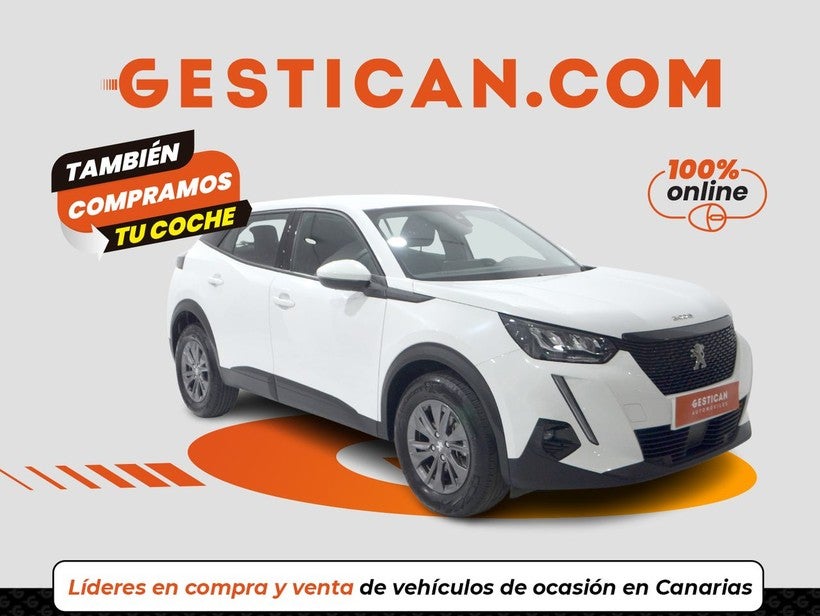 GESTICAN.COM
TAMBIÉN
COMPRAMOS
TU COCHE
100%
online
2008
GESTICAN
AUTOMÓVILES
Líderes en compra y venta de vehículos de ocasión en Canarias